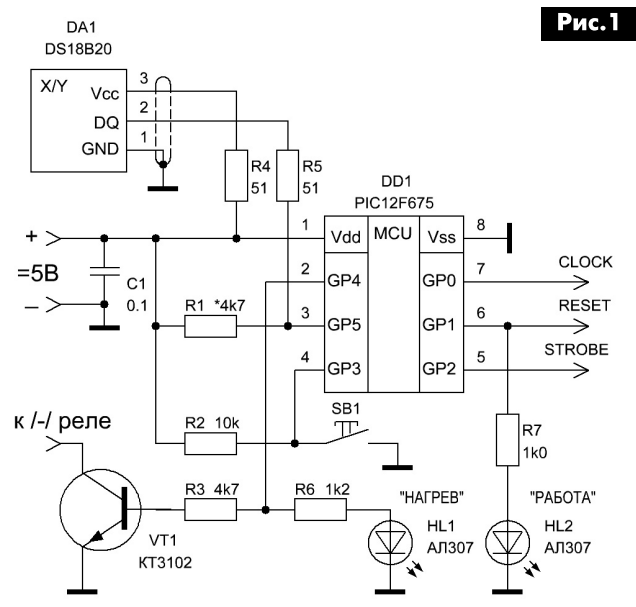 Рис.1
DA1
DS18B20
X/Y
Vcc
3
DQ
2
GND
1
R4
51
R5
51
DD1
PIC12F675
MCU
1
Vdd
Vss
8
2
GP4
GP0
7
CLOCK
3
GP5
GP1
6
RESET
4
GP3
GP2
5
STROBE
+
=5В
–
C1
0.1
R1 *4k7
R2 10k
SB1
R7
1k0
к /-/ реле
R3 4k7
R6 1k2
"НАГРЕВ"
HL1
АЛ307
"РАБОТА"
HL2
АЛ307
VT1
КТ3102